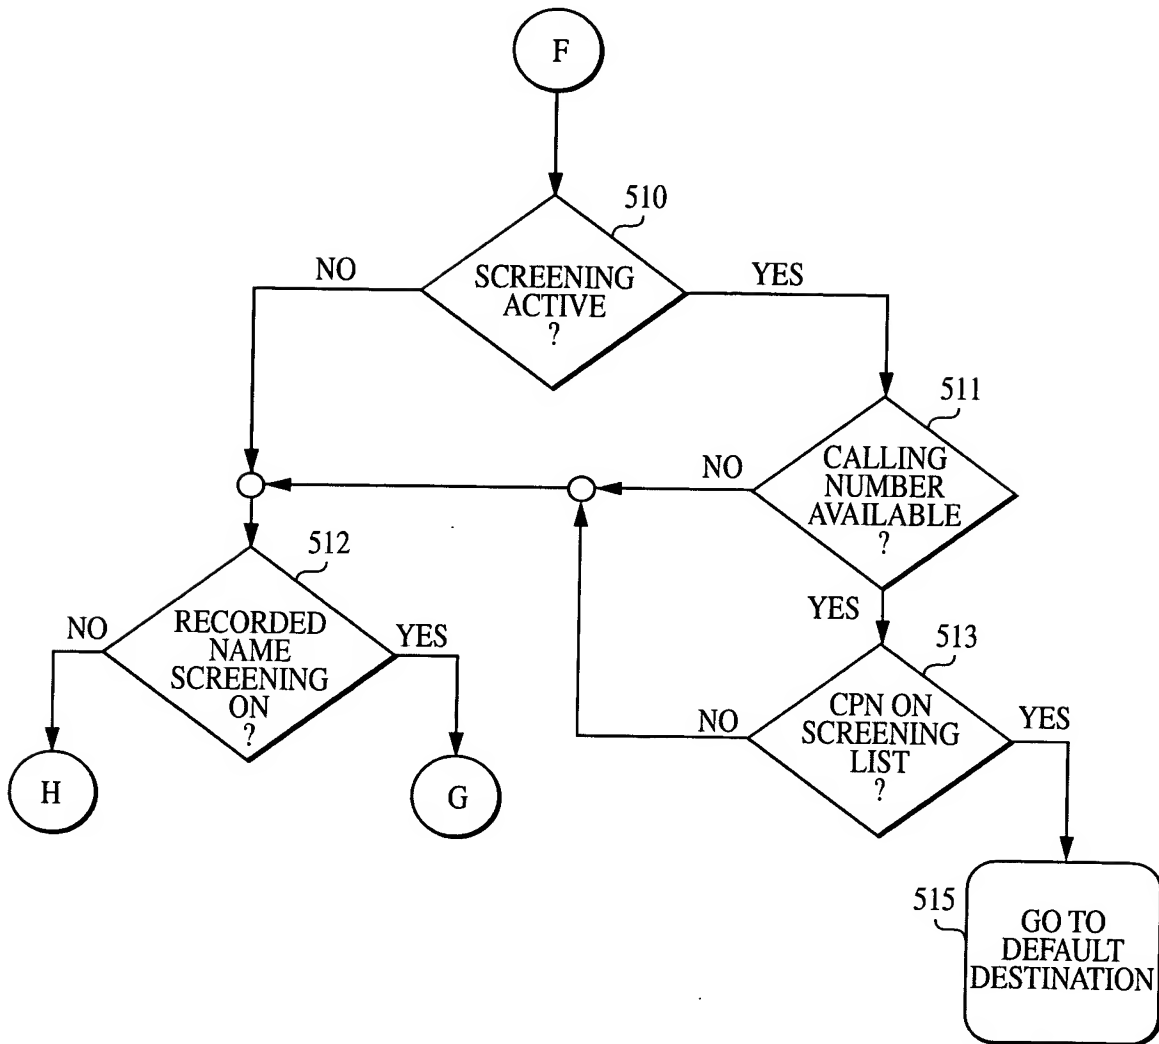 F
510
SCREENING
ACTIVE
?
NO
YES
511
CALLING
NUMBER
AVAILABLE
?
NO
YES
512
RECORDED
NAME
SCREENING
ON
?
NO
YES
513
CPN ON
SCREENING
LIST
?
NO
YES
H
G
515
GO TO
DEFAULT
DESTINATION